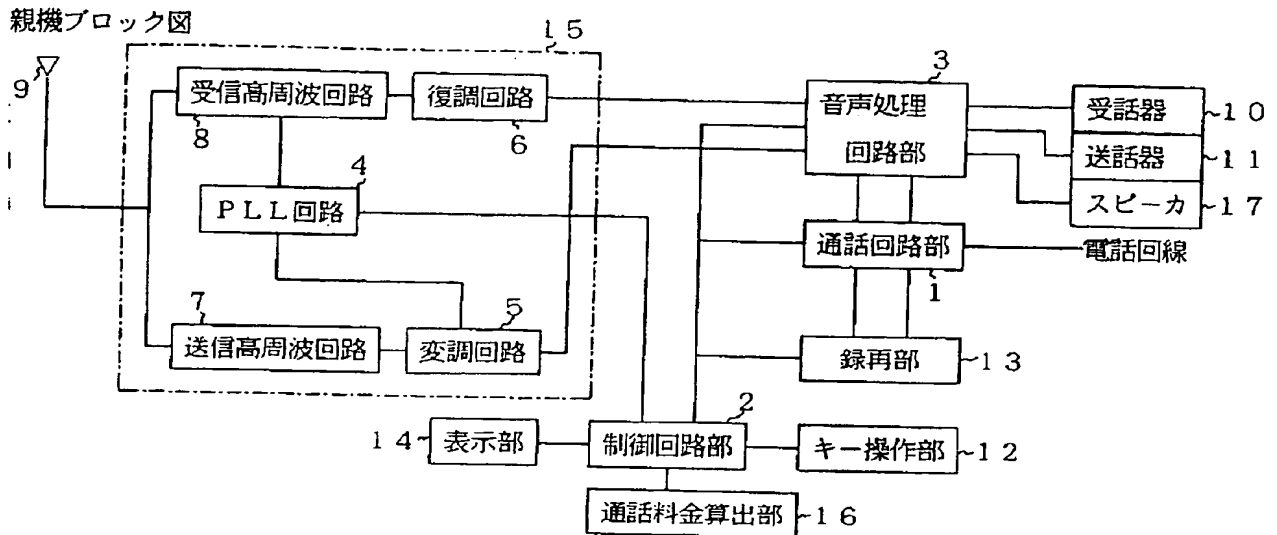 親機ブロック図
１５
９
受信高周波回路
８
復調回路
６
３
音声処理
回路部
受話器
１０
送話器
１１
スピーカ
１７
４
ＰＬＬ回路
通話回路部
１
電話回線
７
送信高周波回路
５
変調回路
録再部
１３
２
１４
表示部
制御回路部
キー操作部
１２
通話料金算出部
１６